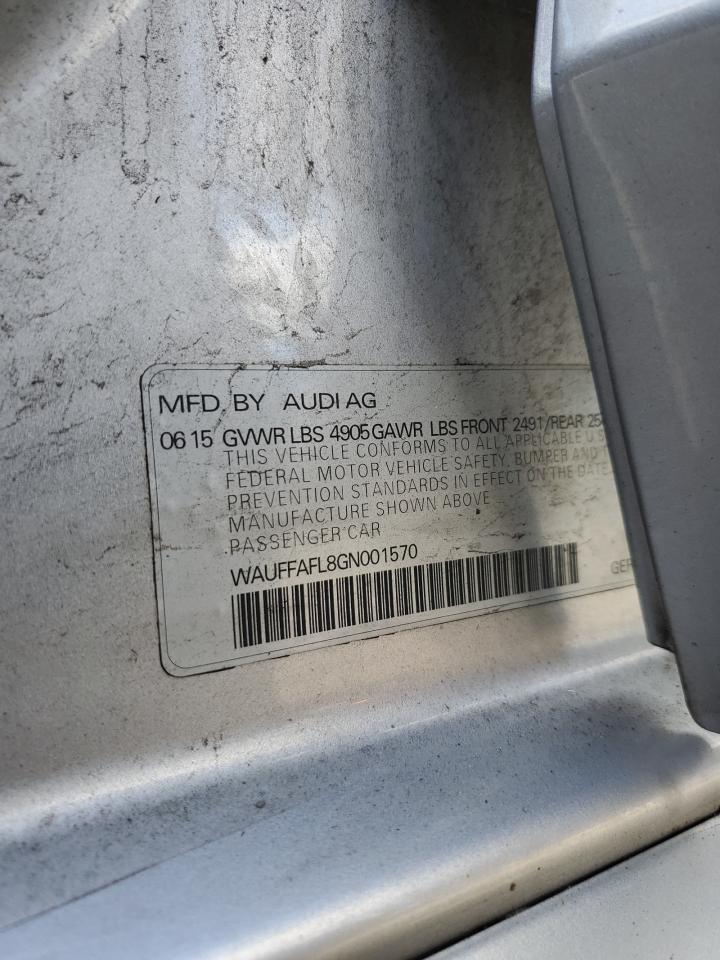 MFD. BY AUDI AG
06 15 GVWR LBS 4905 GAWR LBS FRONT 2491/REAR
THIS VEHICLE CONFORMS TO ALL APPLICABLE U S
FEDERAL MOTOR VEHICLE SAFETY, BUMPER AND
PREVENTION STANDARDS IN EFFECT ON THE DATE
MANUFACTURE SHOWN ABOVE
PASSENGER CAR
WAUFFAFL8GN001570